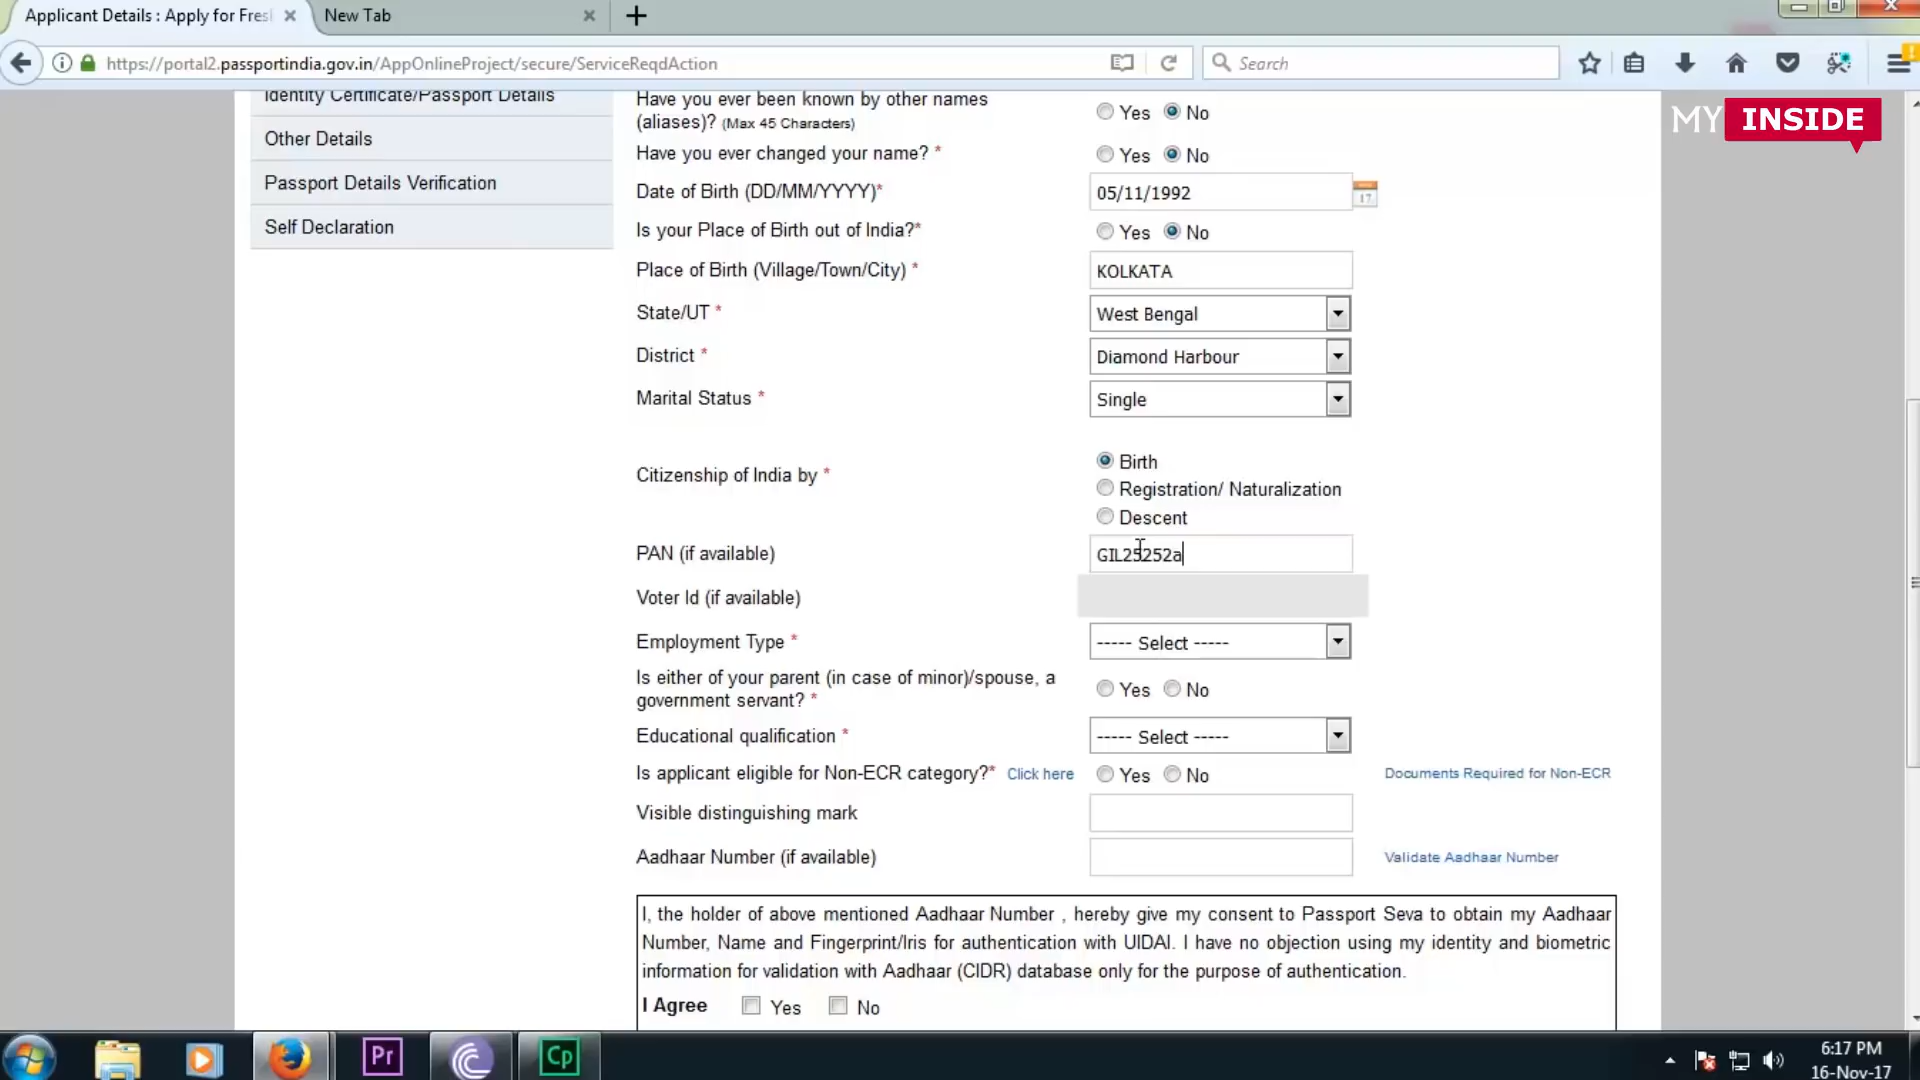 Applicant Details : Apply for Fresh
New Tab
https://portal2.passportindia.gov.in/AppOnlineProject/secure/ServiceReqdAction
Search
MY INSIDE
Identity Certificate/Passport Details
Other Details
Passport Details Verification
Self Declaration
Have you ever been known by other names
(aliases)? (Max 45 Characters)
Yes No
Have you ever changed your name? *
Yes No
Date of Birth (DD/MM/YYYY)*
05/11/1992
17
Is your Place of Birth out of India?*
Yes No
Place of Birth (Village/Town/City) *
KOLKATA
State/UT *
West Bengal
District *
Diamond Harbour
Marital Status *
Single
Citizenship of India by *
Birth
Registration/ Naturalization
Descent
PAN (if available)
GIL25252a
Voter Id (if available)
Employment Type *
----- Select -----
Is either of your parent (in case of minor)/spouse, a
government servant? *
Yes No
Educational qualification *
----- Select -----
Is applicant eligible for Non-ECR category?* Click here
Yes No
Documents Required for Non-ECR
Visible distinguishing mark
Aadhaar Number (if available)
Validate Aadhaar Number
I, the holder of above mentioned Aadhaar Number , hereby give my consent to Passport Seva to obtain my Aadhaar
Number, Name and Fingerprint/Iris for authentication with UIDAI. I have no objection using my identity and biometric
information for validation with Aadhaar (CIDR) database only for the purpose of authentication.
I Agree Yes No
Pr
Cp
6:17 PM
16-Nov-17